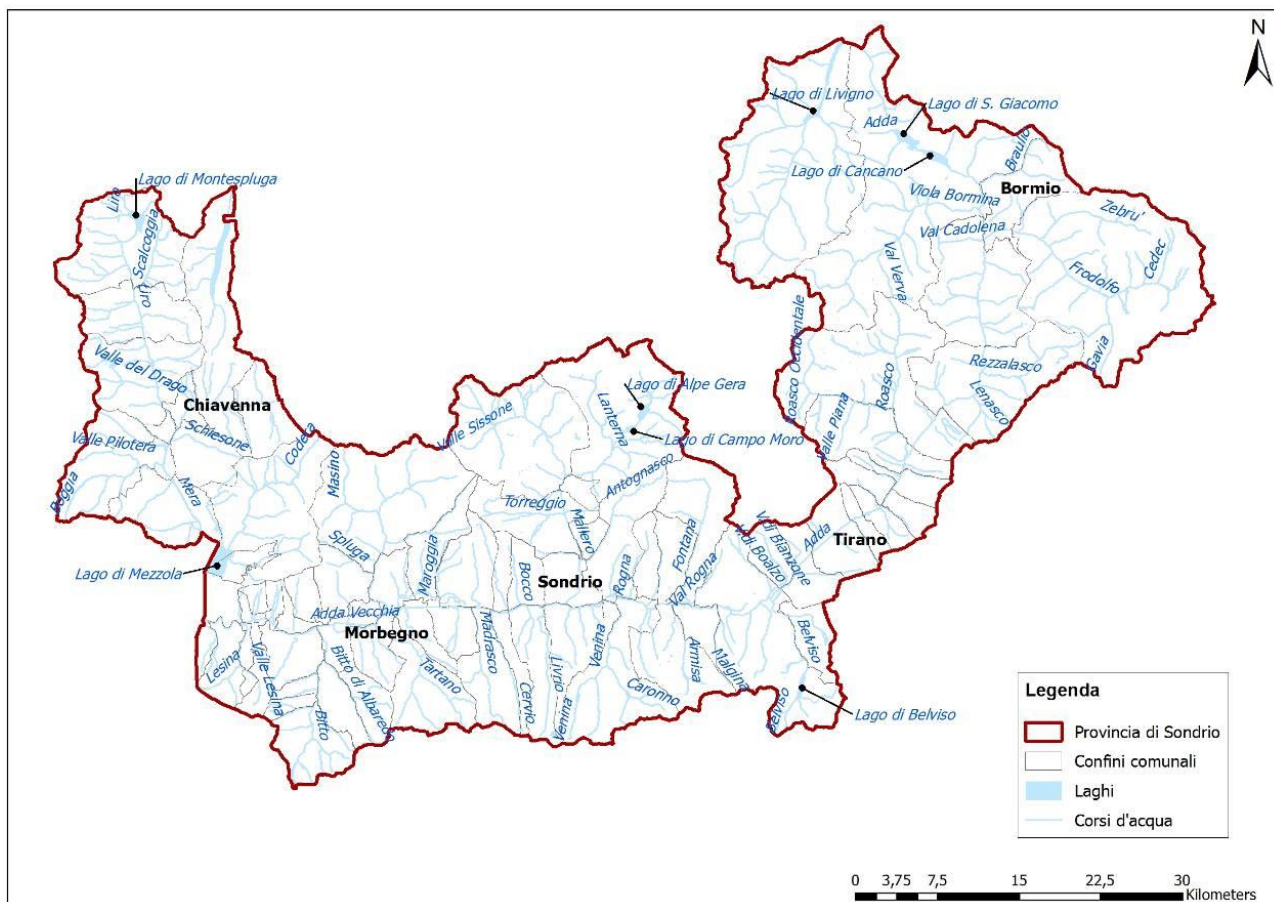 N
Lago di Livigno
Lago di S. Giacomo
Adda
Braulio
Lago di Cancano
Bormio
Viola Bormina
Zebru'
Val Cadolena
Cedec
Frodolfo
Val Verva
Gavia
Rezzalasco
Lenasco
Roasco Occidentale
Roasco
Valle Piana
Lago di Montespluga
Liro
Scalcoggia
Liro
Valle del Drago
Chiavenna
Schiesone
Valle Pilotera
Codera
Boggia
Mera
Masino
Valle Sissone
Lago di Alpe Gera
Lanterna
Lago di Campo Moro
Antognasco
Torreggio
Mallero
Fontana
V.di Bianzone
V.di Boalzo
Adda
Tirano
Lago di Mezzola
Spluga
Maroggia
Bocco
Sondrio
Rogna
Val Rogna
Adda Vecchia
Morbegno
Madrasco
Venina
Armisa
Malgina
Belviso
Lesina
Valle Lesina
Bitto di Albaredo
Tartano
Livrio
Caronno
Cervio
Venina
Bitto
Belviso
Lago di Belviso
Legenda
Provincia di Sondrio
Confini comunali
Laghi
Corsi d'acqua
0 3,75 7,5 15 22,5 30
Kilometers